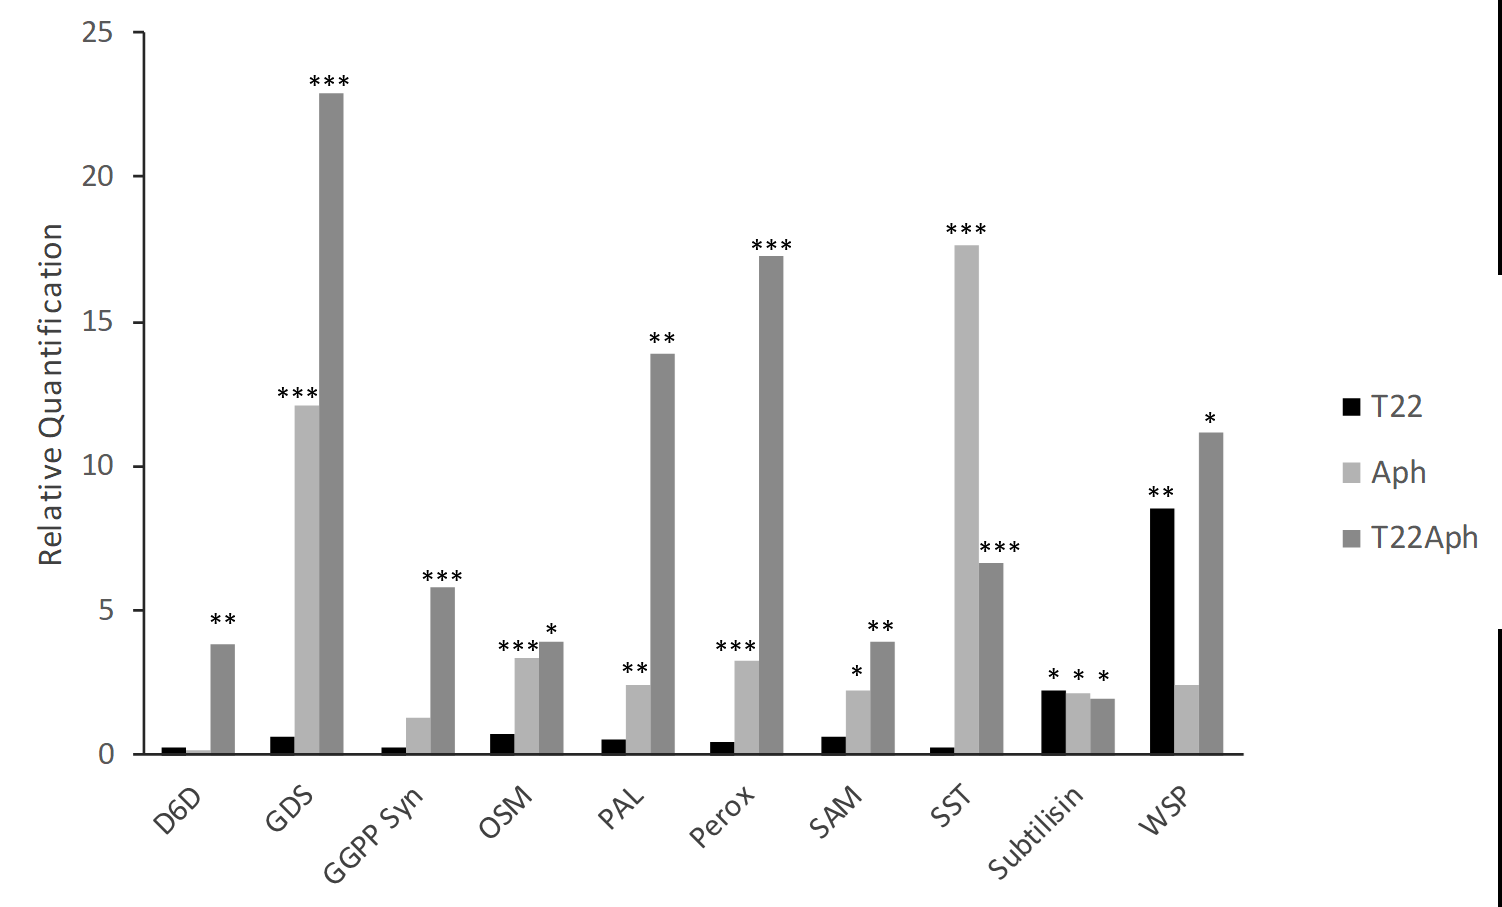 25
20
15
10
5
0
Relative Quantification
***
***
***
***
**
***
***
***
**
***
***
*
**
***
*
**
*
*
*
**
*
D6D
GDS
GGPP Syn
OSM
PAL
Perox
SAM
SST
Subtilisin
WSP
T22
Aph
T22Aph